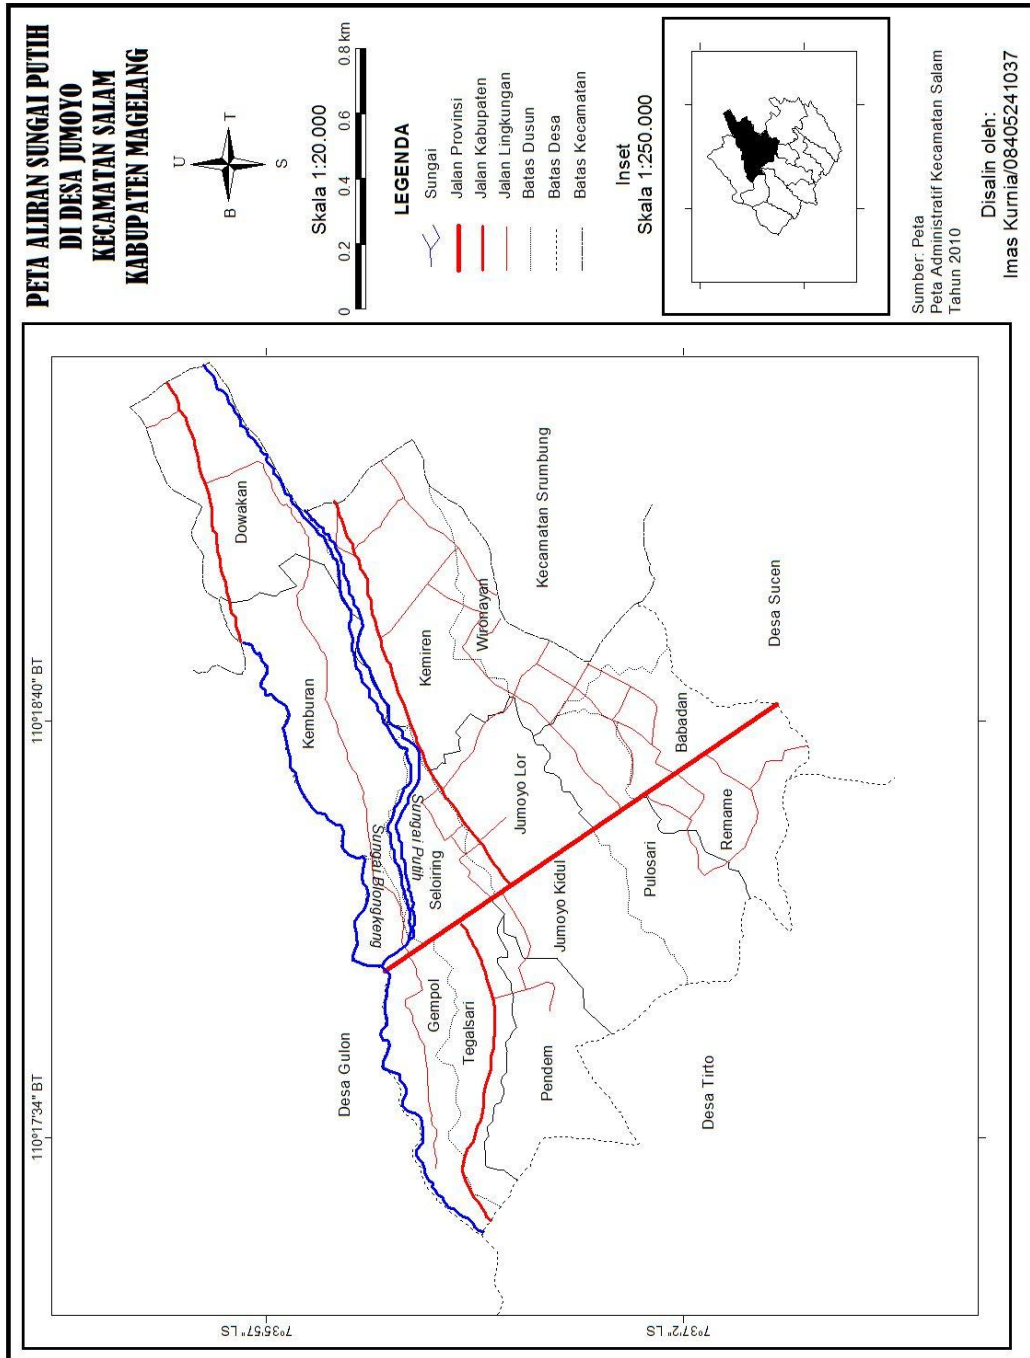 PETA ALIRAN SUNGAI PUTIH
DI DESA JUMOYO
KECAMATAN SALAM
KABUPATEN MAGELANG
U
B
T
S
Skala 1:20.000
0
0.2
0.4
0.6
0.8 km
LEGENDA
Sungai
Jalan Provinsi
Jalan Kabupaten
Jalan Lingkungan
Batas Dusun
Batas Desa
Batas Kecamatan
Inset
Skala 1:250.000
Sumber: Peta
Peta Administratif Kecamatan Salam
Tahun 2010
Disalin oleh:
Imas Kurnia/08405241037
110°17'34" BT
110°18'40" BT
7°35'57" LS
7°37'2" LS
Dowakan
Kemburan
Sungai Blongkeng
Sungai Putih
Desa Gulon
Gempol
Tegalsari
Seloiring
Kemiren
Wironayan
Kecamatan Srumbung
Jumoyo Lor
Jumoyo Kidul
Pendem
Pulosari
Babadan
Remame
Desa Tirto
Desa Sucen